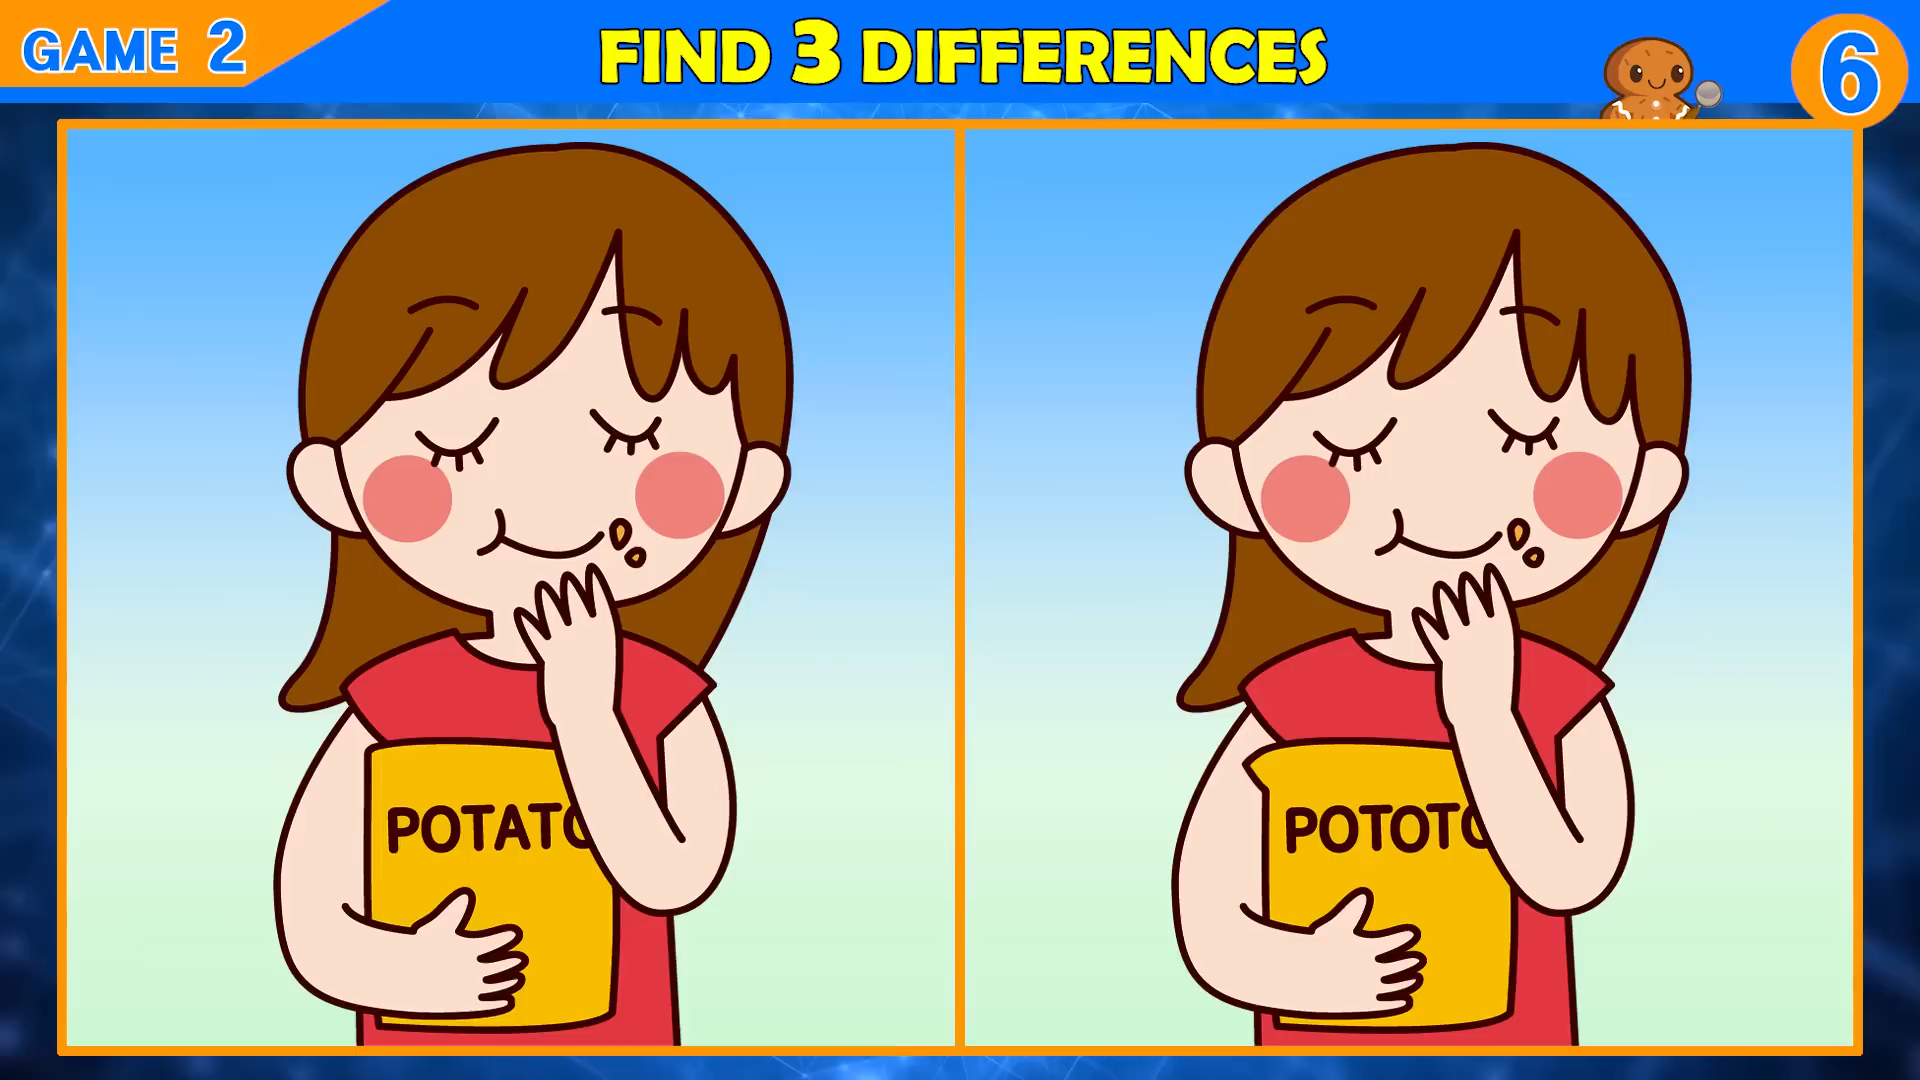 GAME 2
FIND 3 DIFFERENCES
6
POTATO
POTOTO